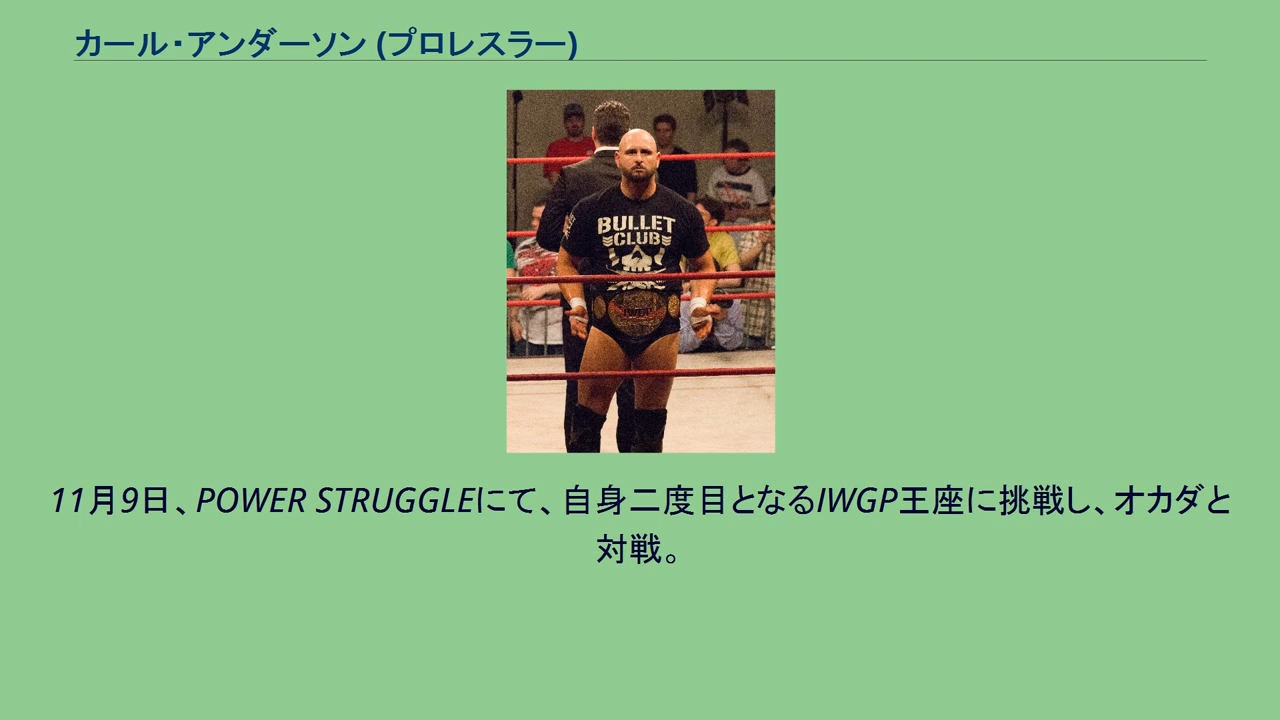 カール・アンダーソン (プロレスラー)
BULLET
CLUB
IWGP
11月9日、POWER STRUGGLEにて、自身二度目となるIWGP王座に挑戦し、オカダと
対戦。